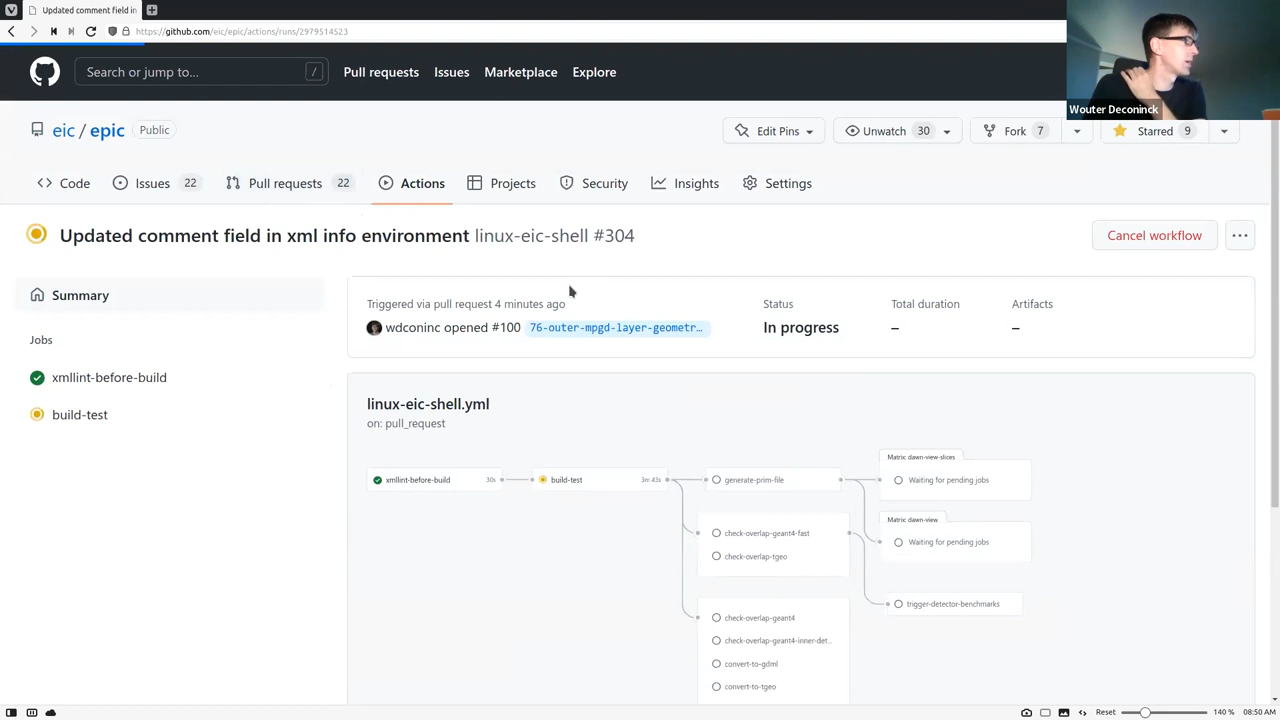 Updated comment field in
https://github.com/eic/epic/actions/runs/2979514523
Wouter Deconinck
Search or jump to...
/
Pull requests
Issues
Marketplace
Explore
eic / epic
Public
Edit Pins
Unwatch 30
Fork 7
Starred 9
Code
Issues 22
Pull requests 22
Actions
Projects
Security
Insights
Settings
Updated comment field in xml info environment linux-eic-shell #304
Cancel workflow
Summary
Jobs
xmllint-before-build
build-test
Triggered via pull request 4 minutes ago
wdconinc opened #100 76-outer-mpgd-layer-geometr...
Status
In progress
Total duration
–
Artifacts
–
linux-eic-shell.yml
on: pull_request
xmllint-before-build 30s
build-test 3m 43s
generate-prim-file
check-overlap-geant4-fast
check-overlap-tgeo
check-overlap-geant4
check-overlap-geant4-inner-det...
convert-to-gdml
convert-to-tgeo
Matrix: dawn-view-slices
Waiting for pending jobs
Matrix: dawn-view
Waiting for pending jobs
trigger-detector-benchmarks
Reset
140 %
08:50 AM